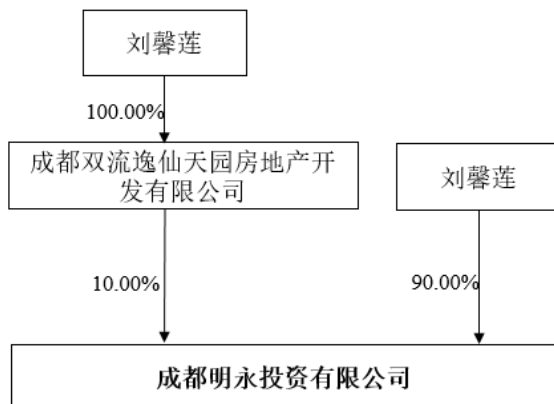 刘馨莲
100.00%
成都双流逸仙天园房地产开
发有限公司
刘馨莲
10.00%
90.00%
成都明永投资有限公司